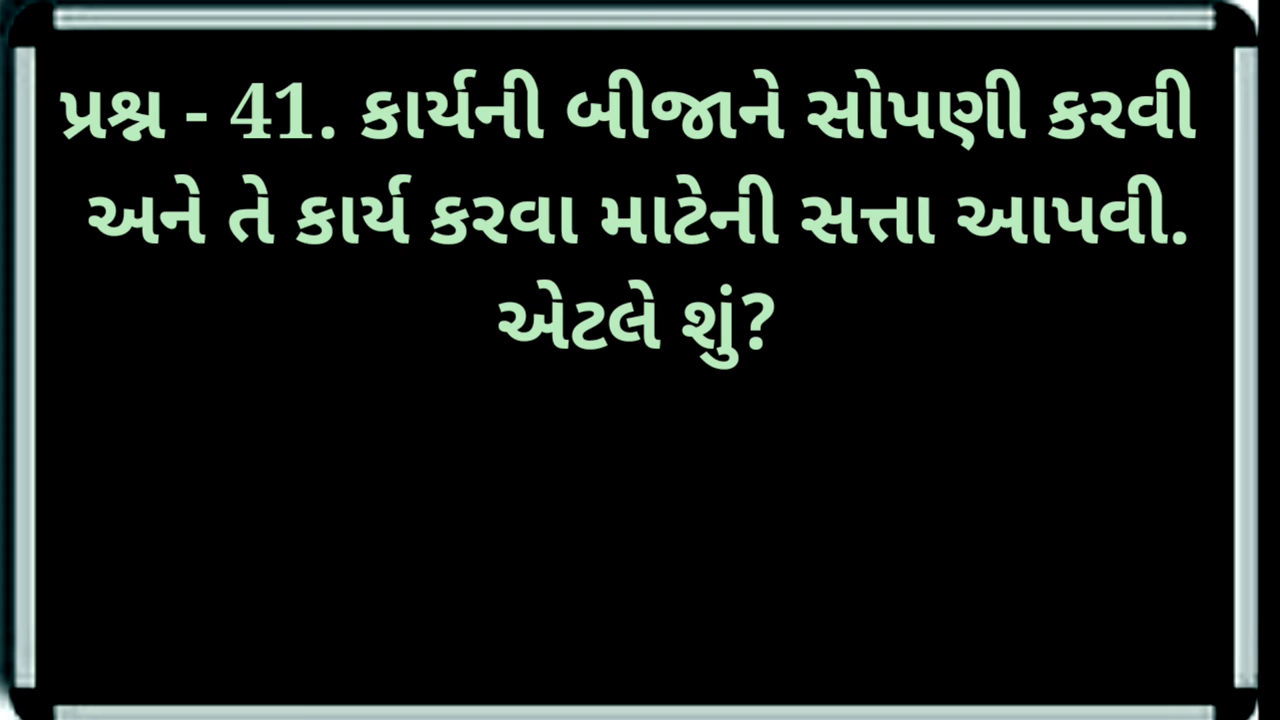 પ્રશ્ન - 41. કાર્યની બીજાને સોપણી કરવી
અને તે કાર્ય કરવા માટેની સત્તા આપવી.
એટલે શું?